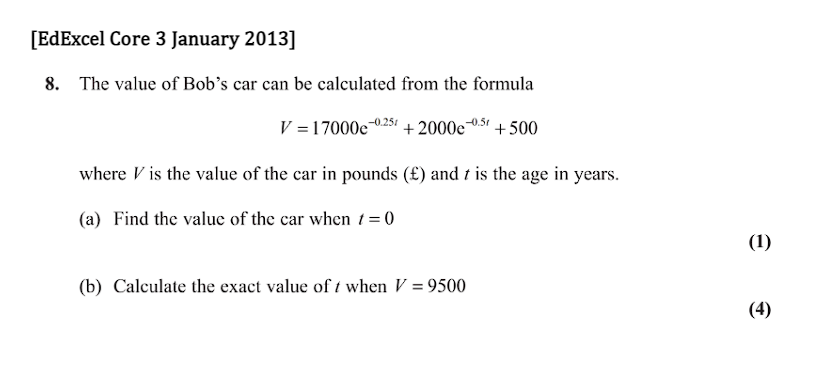 [EdExcel Core 3 January 2013]
8. The value of Bob's car can be calculated from the formula
V = 17000e^{-0.25t} + 2000e^{-0.5t} + 500
where V is the value of the car in pounds (£) and t is the age in years.
(a) Find the value of the car when t = 0
(1)
(b) Calculate the exact value of t when V = 9500
(4)